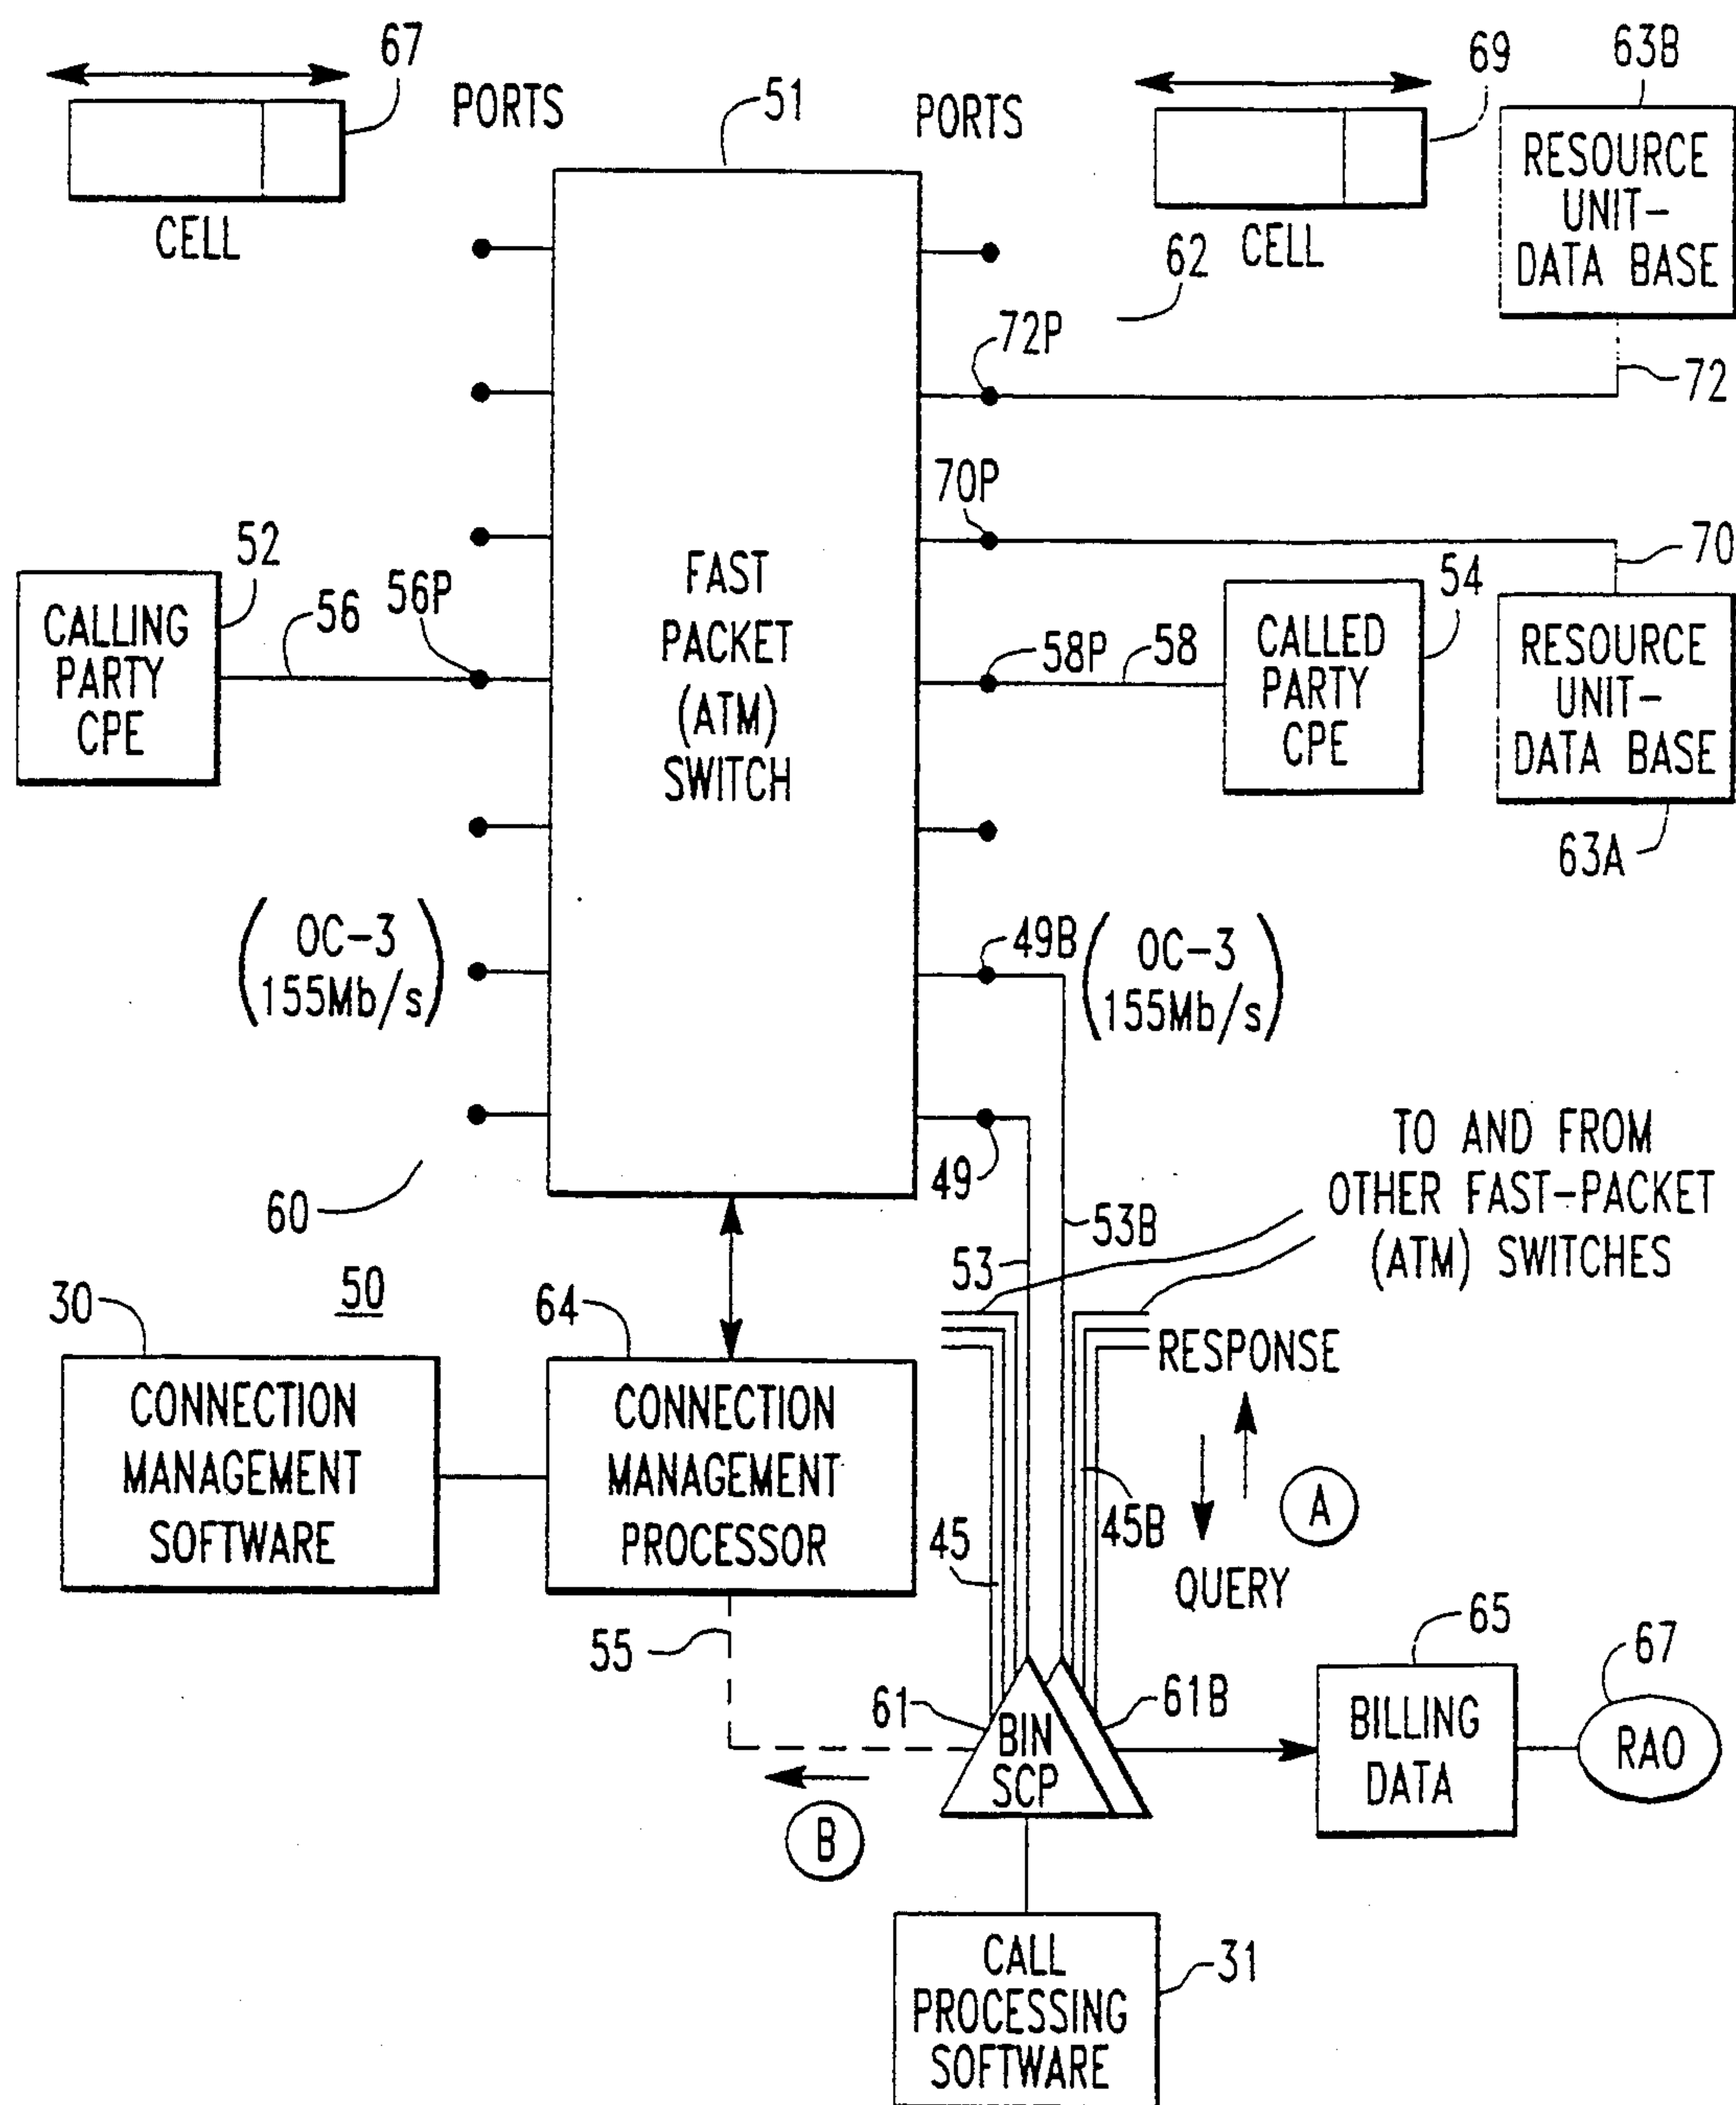 67
PORTS
51
PORTS
69
63B
CELL
CELL
RESOURCE
UNIT-
DATA BASE
62
72P
72
70P
70
52
CALLING
PARTY
CPE
56
56P
FAST
PACKET
(ATM)
SWITCH
58P
58
54
CALLED
PARTY
CPE
RESOURCE
UNIT-
DATA BASE
63A
(OC-3
155Mb/s)
49B
(OC-3
155Mb/s)
49
60
TO AND FROM
OTHER FAST-PACKET
(ATM) SWITCHES
53B
53
30
50
64
CONNECTION
MANAGEMENT
SOFTWARE
CONNECTION
MANAGEMENT
PROCESSOR
RESPONSE
A
45
45B
QUERY
55
61
BIN
SCP
61B
65
BILLING
DATA
67
RAO
B
CALL
PROCESSING
SOFTWARE
31